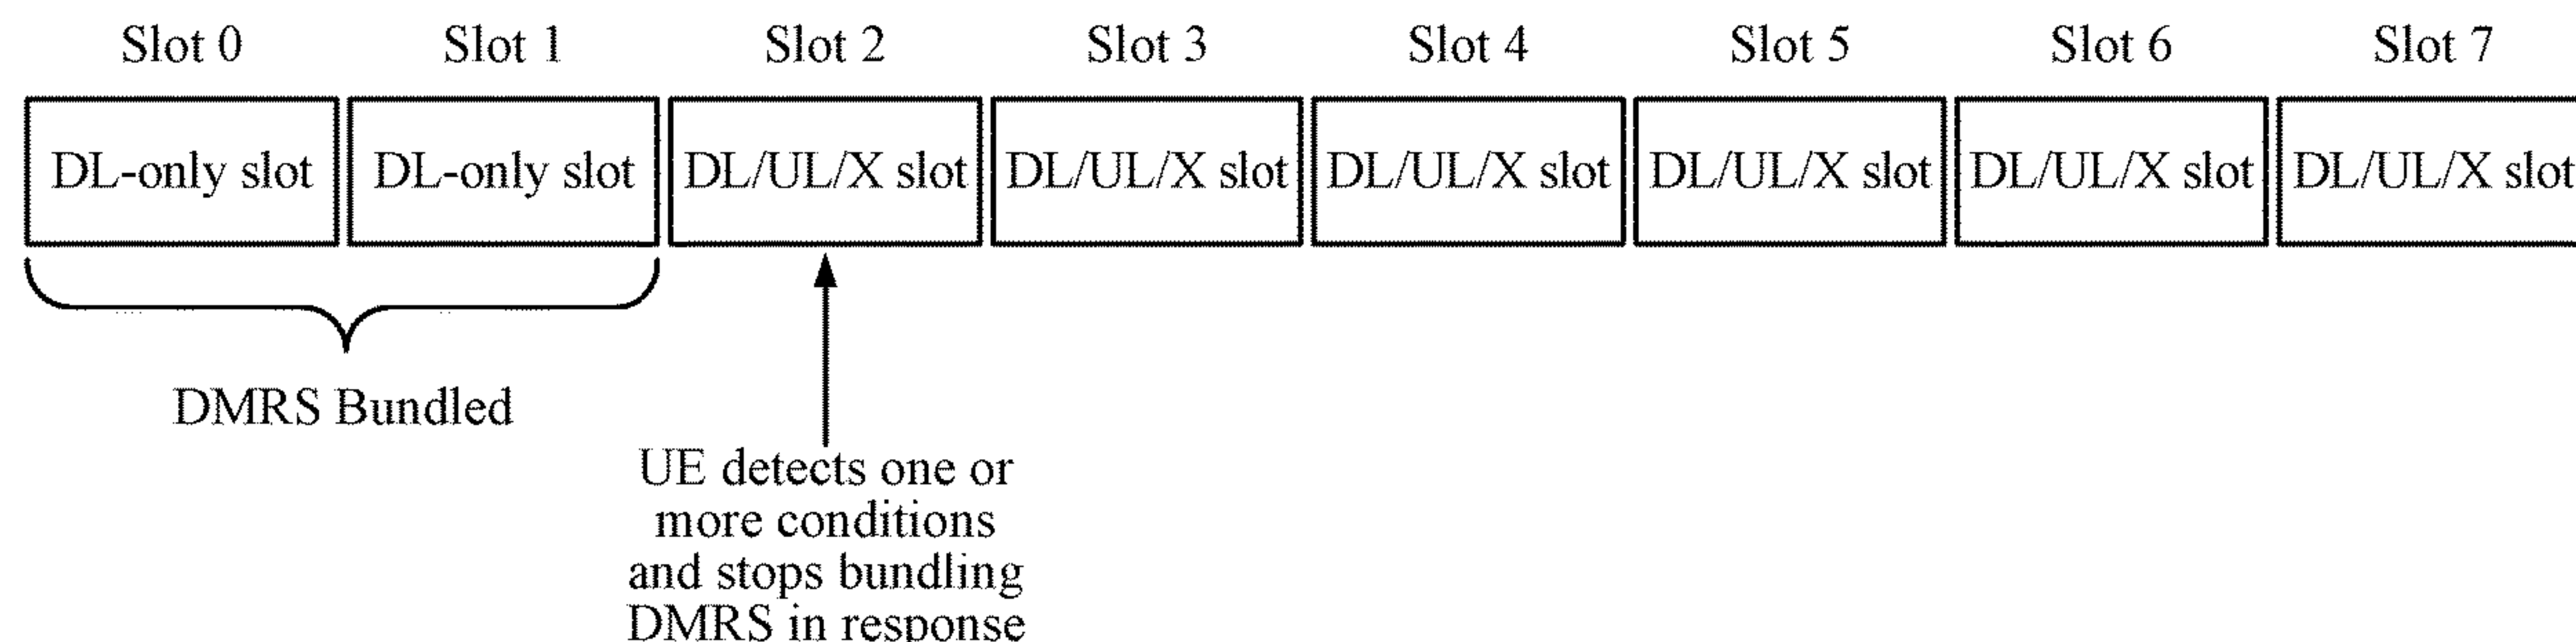 Slot 0 Slot 1 Slot 2 Slot 3 Slot 4 Slot 5 Slot 6 Slot 7
DL-only slot DL-only slot DL/UL/X slot DL/UL/X slot DL/UL/X slot DL/UL/X slot DL/UL/X slot DL/UL/X slot
DMRS Bundled
UE detects one or
more conditions
and stops bundling
DMRS in response